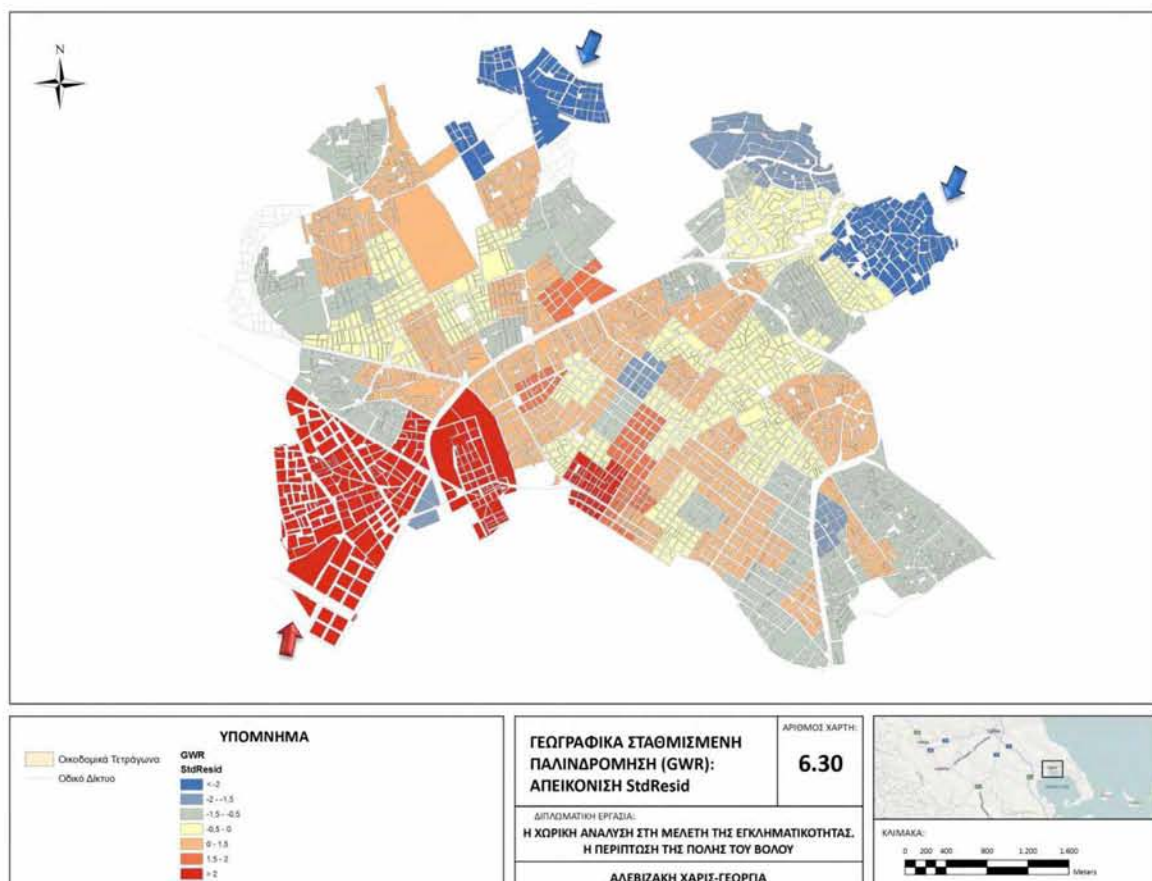 N
ΥΠΟΜΝΗΜΑ
Οικοδομικά Τετράγωνα
Οδικό Δίκτυο
GWR
StdResid
< -2
-2 - -1,5
-1,5 - -0,5
-0,5 - 0
0 - 1,5
1,5 - 2
> 2
ΓΕΩΓΡΑΦΙΚΑ ΣΤΑΘΜΙΣΜΕΝΗ
ΠΑΛΙΝΔΡΟΜΗΣΗ (GWR):
ΑΠΕΙΚΟΝΙΣΗ StdResid
ΑΡΙΘΜΟΣ ΧΑΡΤΗ:
6.30
ΔΙΠΛΩΜΑΤΙΚΗ ΕΡΓΑΣΙΑ:
Η ΧΩΡΙΚΗ ΑΝΑΛΥΣΗ ΣΤΗ ΜΕΛΕΤΗ ΤΗΣ ΕΓΚΛΗΜΑΤΙΚΟΤΗΤΑΣ.
Η ΠΕΡΙΠΤΩΣΗ ΤΗΣ ΠΟΛΗΣ ΤΟΥ ΒΟΛΟΥ
ΑΛΕΒΙΖΑΚΗ ΧΑΡΙΣ-ΓΕΩΡΓΙΑ
ΚΛΙΜΑΚΑ:
0 200 400 800 1.200 1.600
Meters